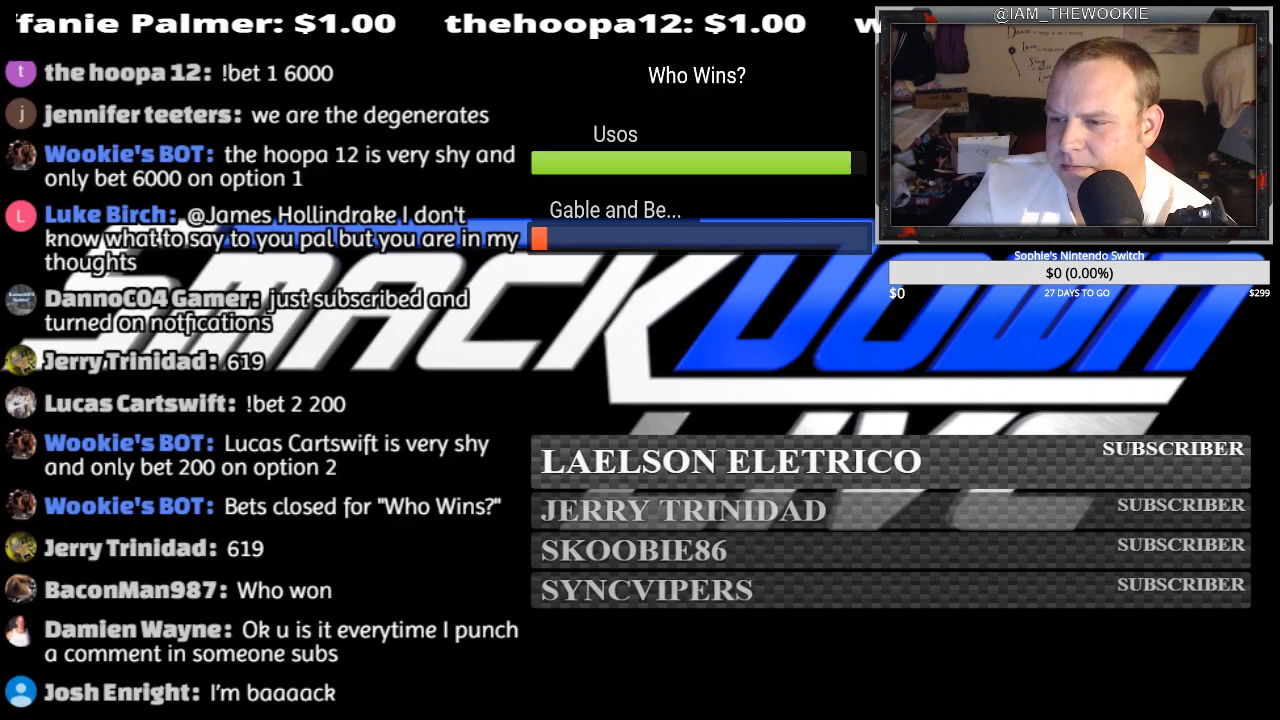 fanie Palmer: $1.00 thehoopa12: $1.00 w
@IAM_THEWOOKIE
the hoopa 12: !bet 1 6000
jennifer teeters: we are the degenerates
Wookie's BOT: the hoopa 12 is very shy and
only bet 6000 on option 1
Luke Birch: @James Hollindrake I don't
know what to say to you pal but you are in my
thoughts
DannoC04 Gamer: just subscribed and
turned on notfications
Jerry Trinidad: 619
Lucas Cartswift: !bet 2 200
Wookie's BOT: Lucas Cartswift is very shy
and only bet 200 on option 2
Wookie's BOT: Bets closed for "Who Wins?"
Jerry Trinidad: 619
BaconMan987: Who won
Damien Wayne: Ok u is it everytime I punch
a comment in someone subs
Josh Enright: I'm baaaack
Who Wins?
Usos
Gable and Be...
Sophie's Nintendo Switch
$0 (0.00%)
$0 27 DAYS TO GO $299
SMACKDOWN
LIVE
LAELSON ELETRICO SUBSCRIBER
JERRY TRINIDAD SUBSCRIBER
SKOOBIE86 SUBSCRIBER
SYNCVIPERS SUBSCRIBER